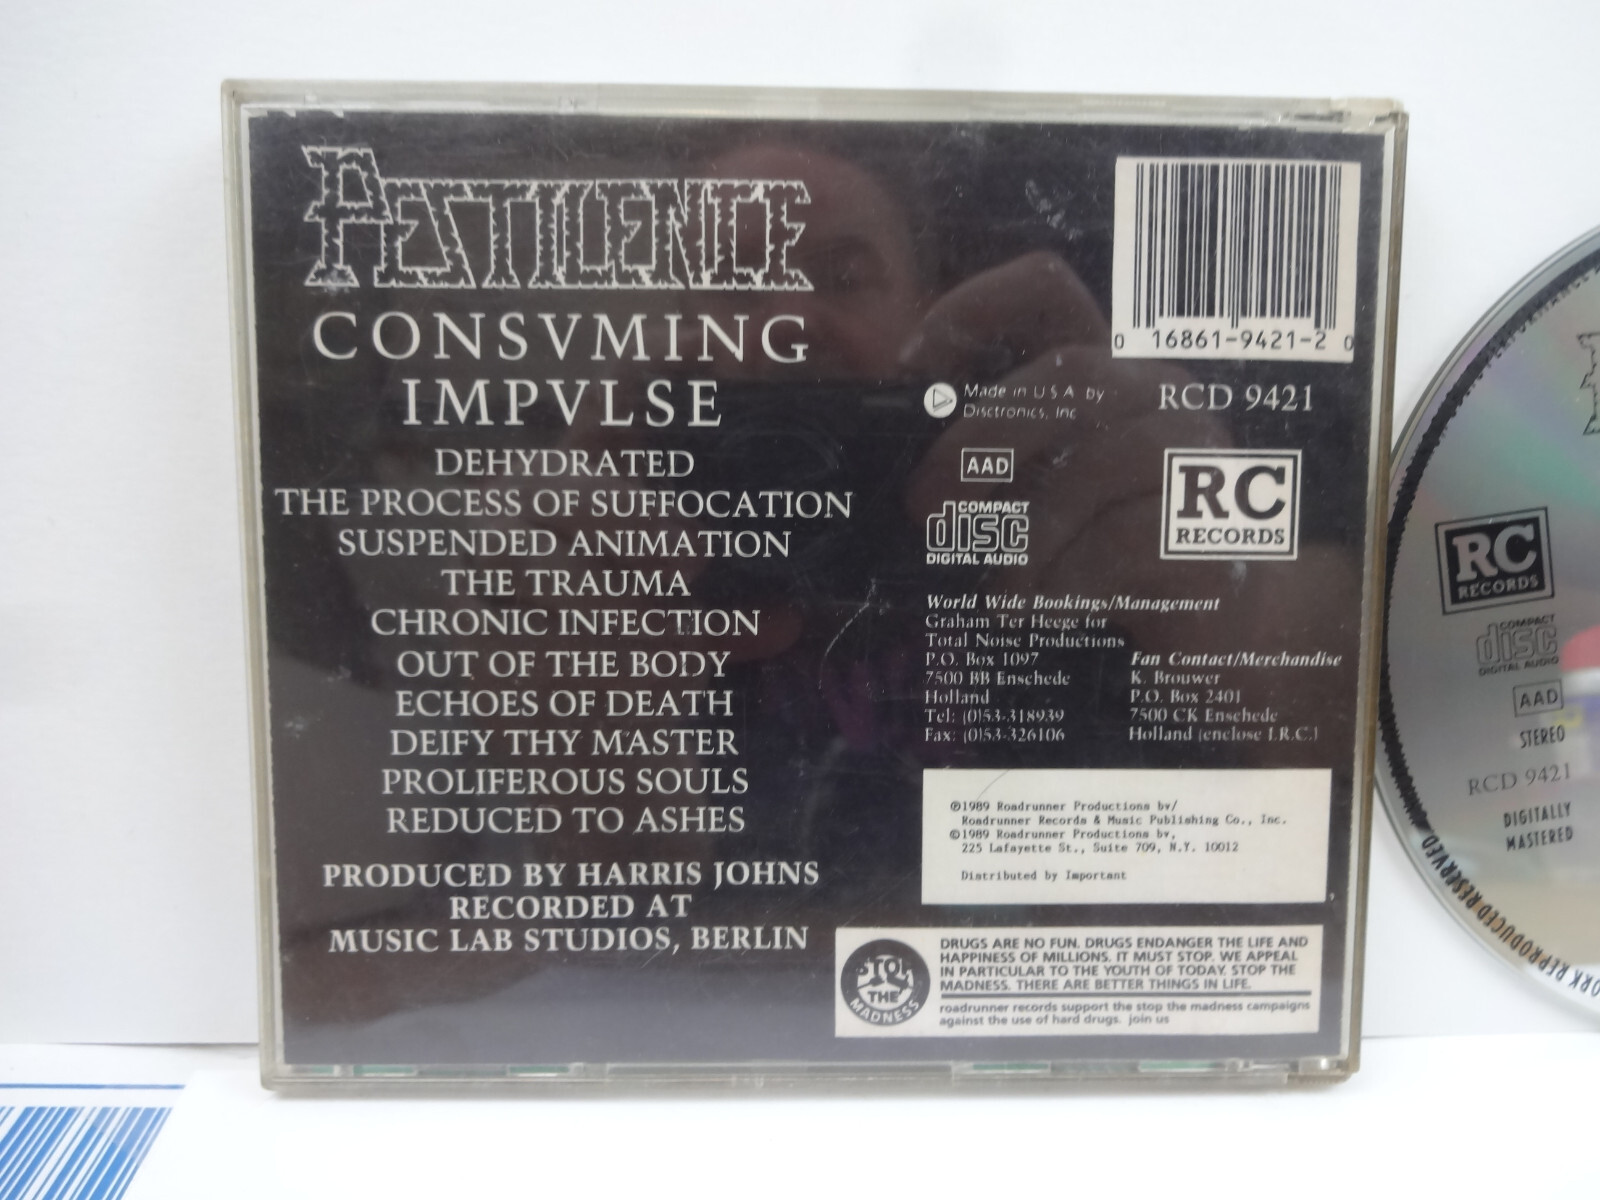 PESTILENCE
CONSVMING
IMPVLSE
DEHYDRATED
THE PROCESS OF SUFFOCATION
SUSPENDED ANIMATION
THE TRAUMA
CHRONIC INFECTION
OUT OF THE BODY
ECHOES OF DEATH
DEIFY THY MASTER
PROLIFEROUS SOULS
REDUCED TO ASHES
PRODUCED BY HARRIS JOHNS
RECORDED AT
MUSIC LAB STUDIOS, BERLIN
0 16861-9421-2 0
Made in U S A by
Disctronics, Inc
RCD 9421
AAD
COMPACT
disc
DIGITAL AUDIO
RC
RECORDS
World Wide Bookings/Management
Graham Ter Heege for
Total Noise Productions
P.O. Box 1097
7500 BB Enschede
Holland
Tel: (0)53-318939
Fax: (0)53-326106
Fan Contact/Merchandise
K. Brouwer
P.O. Box 2401
7500 CK Enschede
Holland (enclose I.R.C.)
℗1989 Roadrunner Productions bv/
Roadrunner Records & Music Publishing Co., Inc.
©1989 Roadrunner Productions bv,
225 Lafayette St., Suite 709, N.Y. 10012
Distributed by Important
STOP
THE
MADNESS
DRUGS ARE NO FUN. DRUGS ENDANGER THE LIFE AND
HAPPINESS OF MILLIONS. IT MUST STOP. WE APPEAL
IN PARTICULAR TO THE YOUTH OF TODAY. STOP THE
MADNESS. THERE ARE BETTER THINGS IN LIFE.
roadrunner records support the stop the madness campaigns
against the use of hard drugs. join us
RC
RECORDS
COMPACT
disc
DIGITAL AUDIO
AAD
STEREO
RCD 9421
DIGITALLY
MASTERED
REPRODUCED RESERVED.